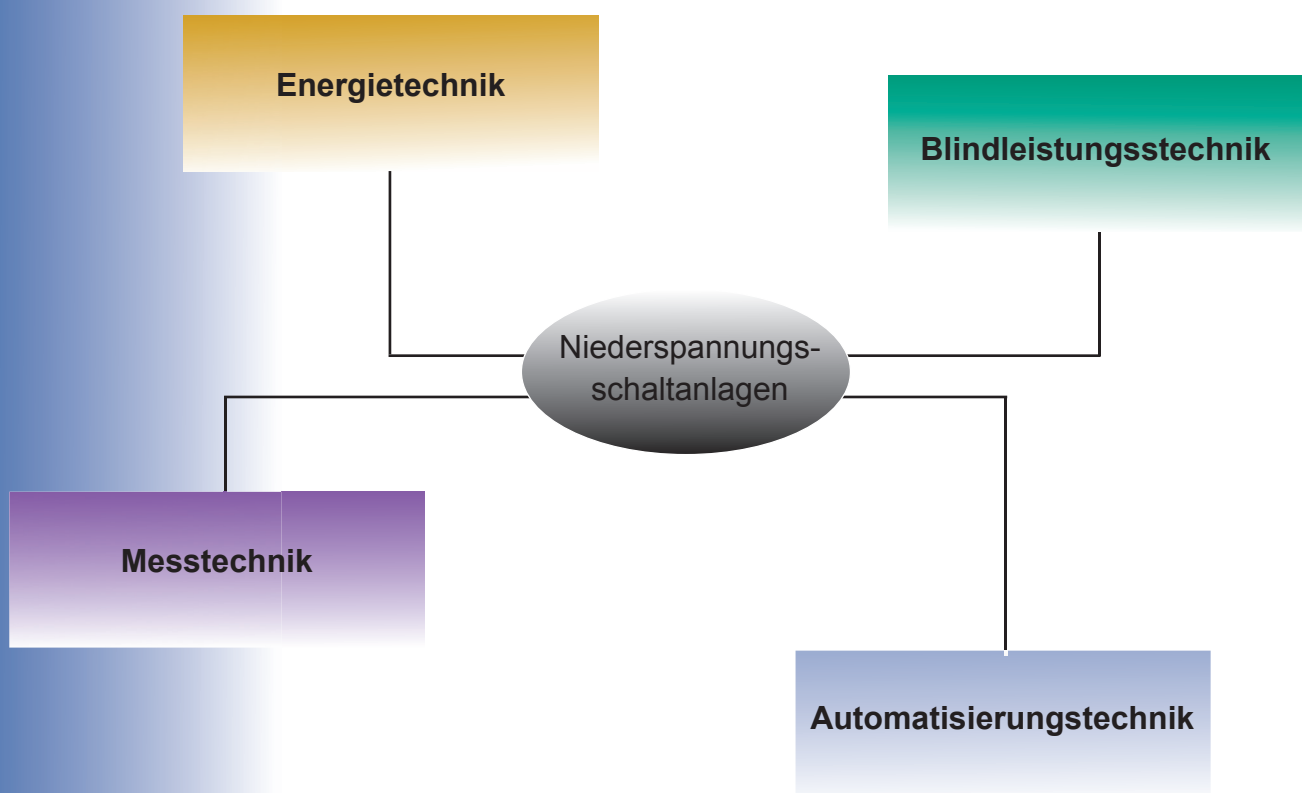 Energietechnik
Blindleistungsstechnik
Niederspannungs-
schaltanlagen
Messtechnik
Automatisierungstechnik